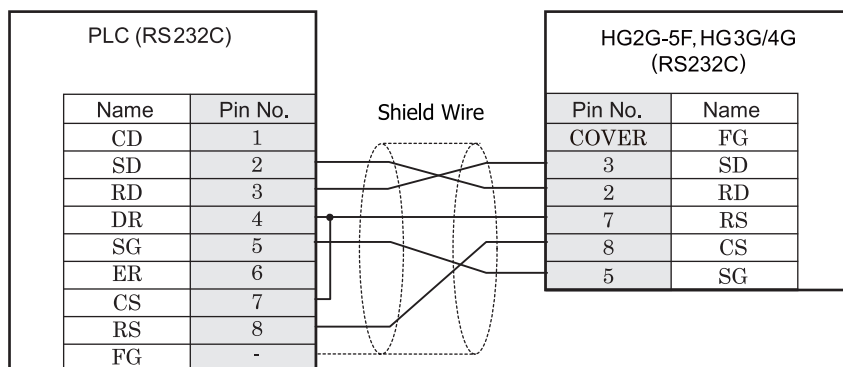 PLC (RS232C)
Name Pin No.
CD 1
SD 2
RD 3
DR 4
SG 5
ER 6
CS 7
RS 8
FG -
Shield Wire
HG2G-5F, HG3G/4G
(RS232C)
Pin No. Name
COVER FG
3 SD
2 RD
7 RS
8 CS
5 SG